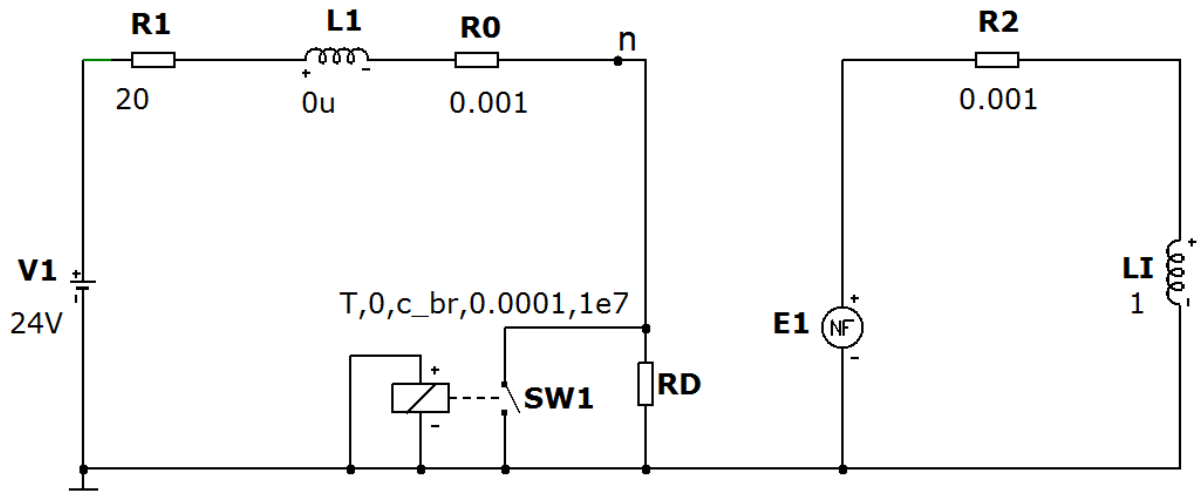 R1
L1
R0
n
R2
20
+
-
0u
0.001
0.001
V1
+
-
24V
T,0,c_br,0.0001,1e7
+
-
SW1
RD
E1
+
NF
-
LI
+
-
1